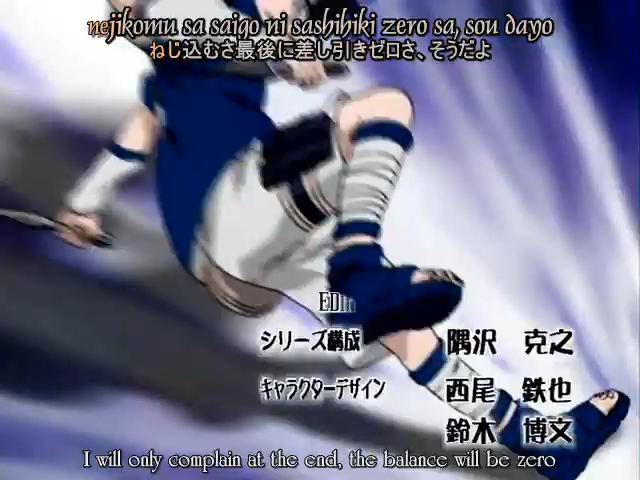 nejikomu sa saigo ni sashihiki zero sa, sou dayo
ねじ込むさ最後に差し引きゼロさ、そうだよ
シリーズ構成 隅沢 克之
キャラクターデザイン 西尾 鉄也
鈴木 博文
I will only complain at the end, the balance will be zero